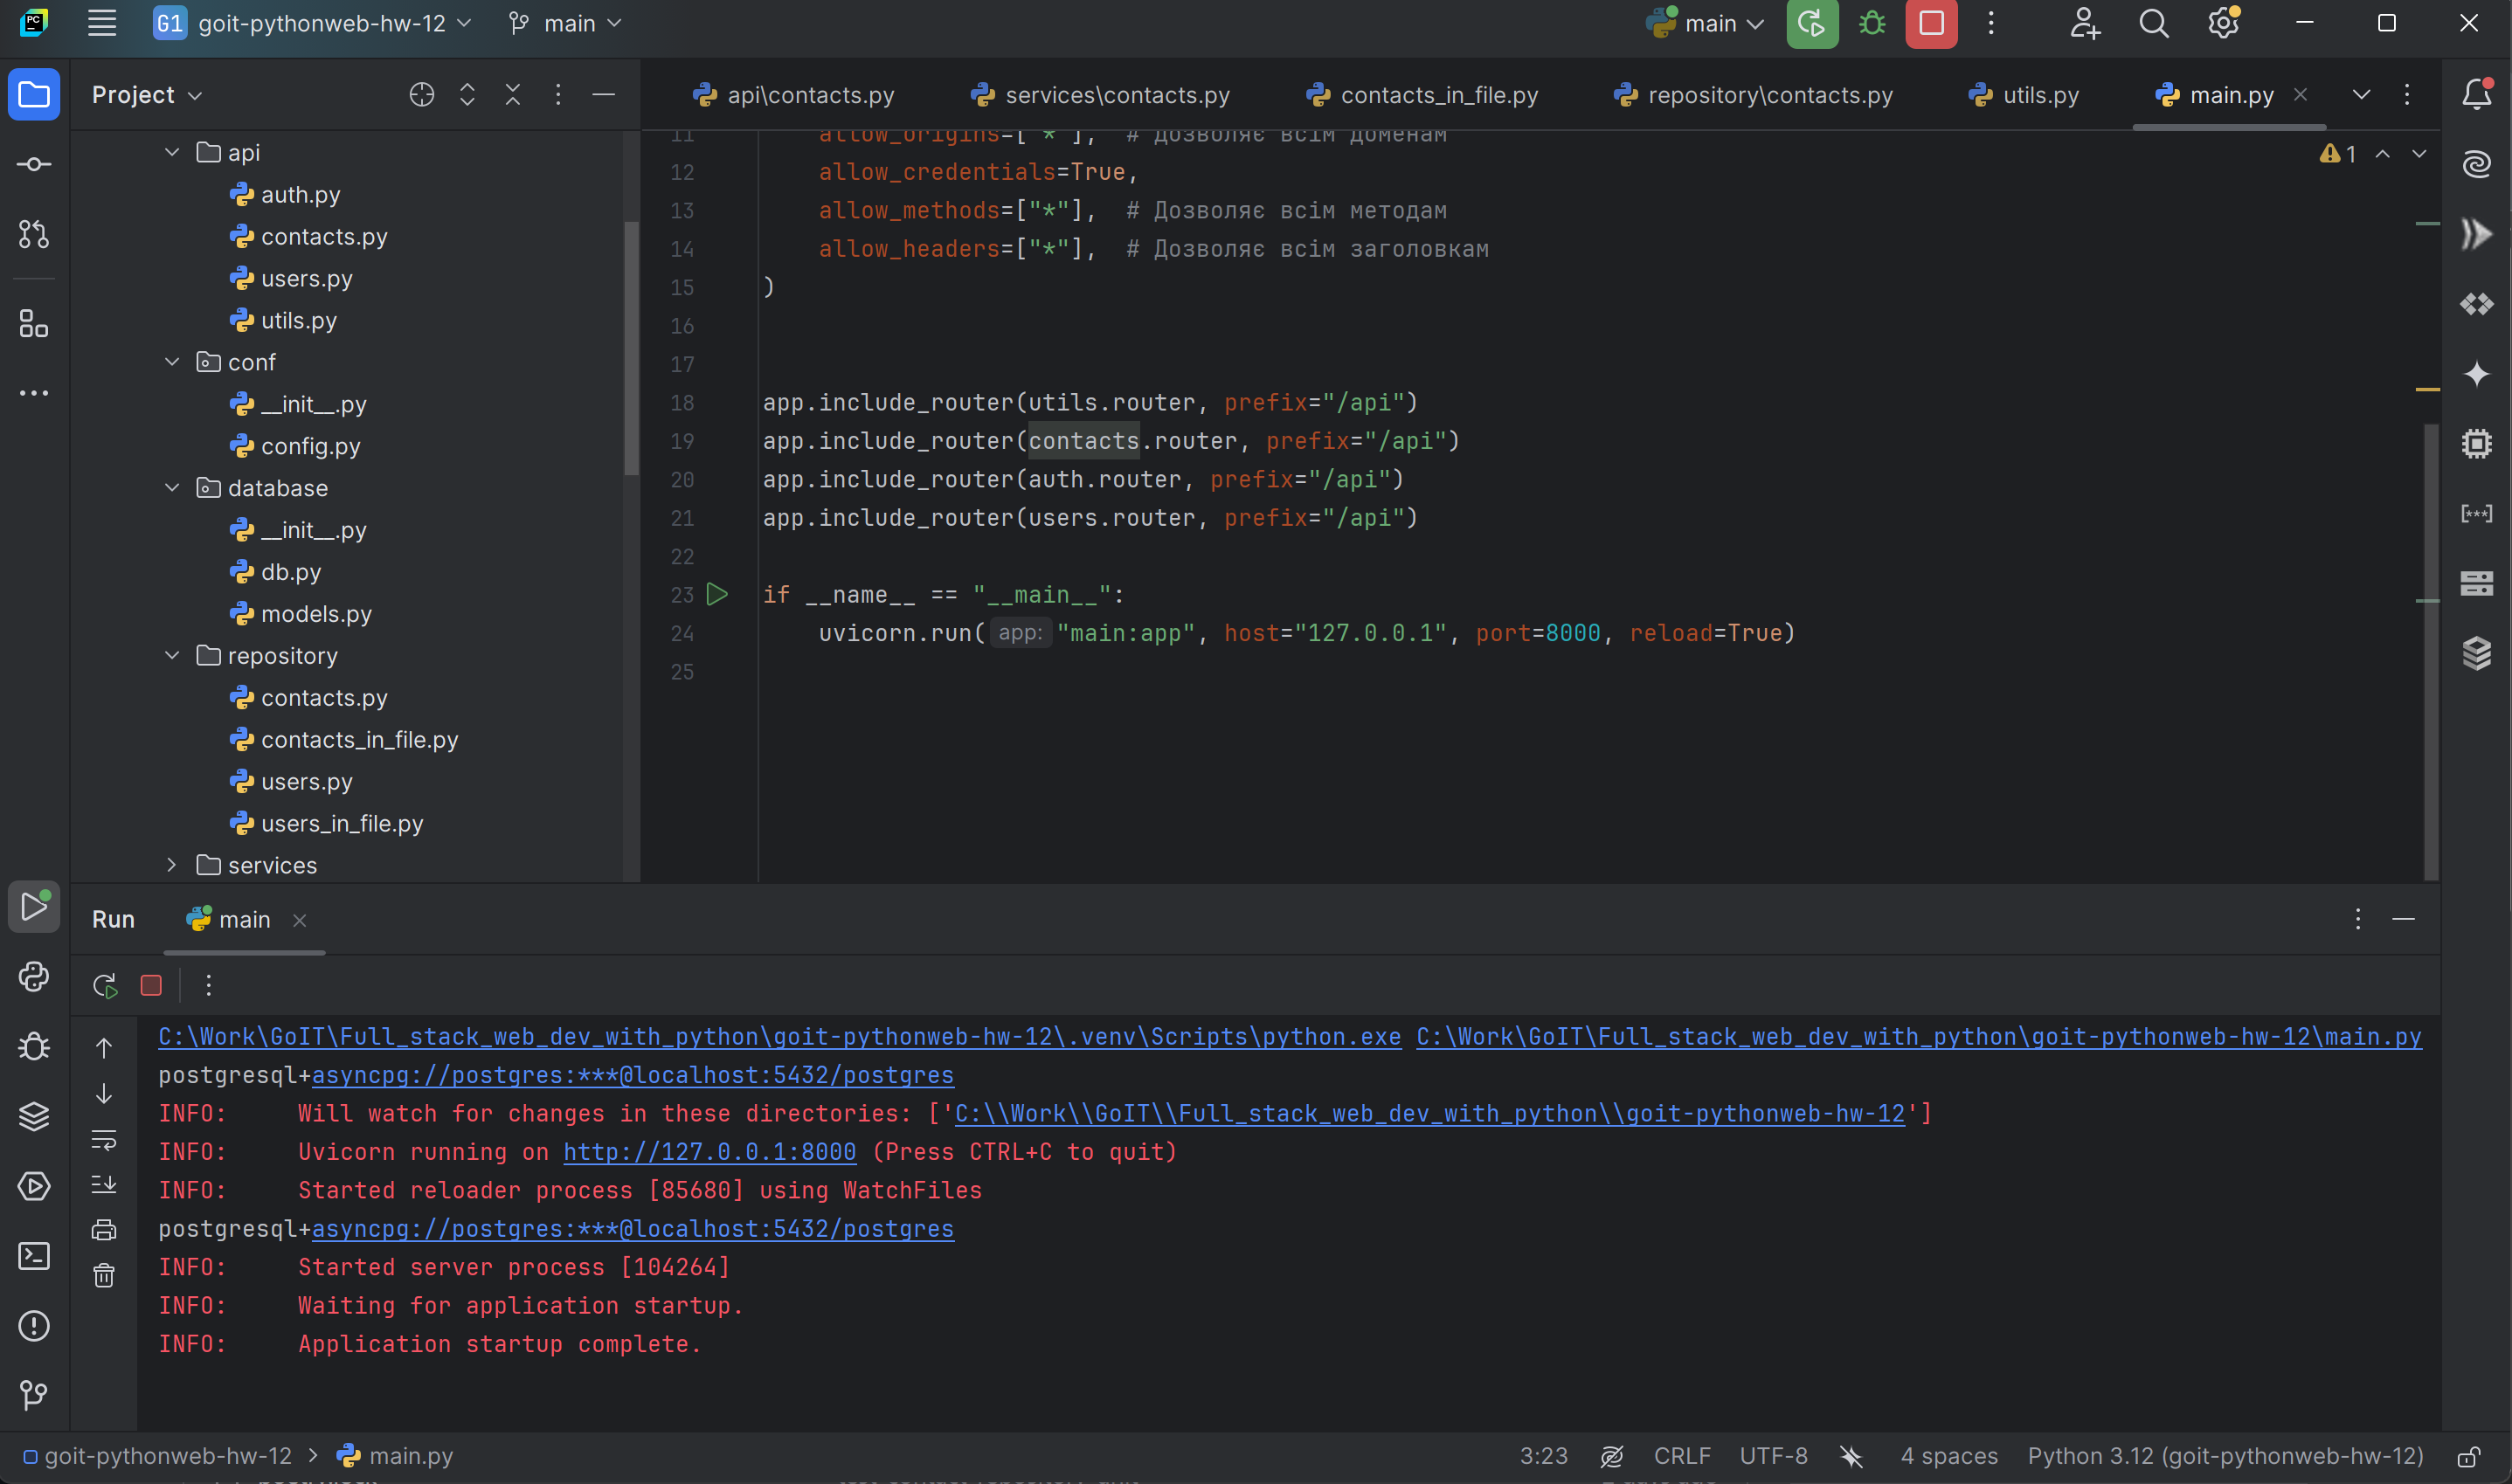 G1 goit-pythonweb-hw-12 main main
Project
api\contacts.py services\contacts.py contacts_in_file.py repository\contacts.py utils.py main.py
api
auth.py
contacts.py
users.py
utils.py
conf
__init__.py
config.py
database
__init__.py
db.py
models.py
repository
contacts.py
contacts_in_file.py
users.py
users_in_file.py
services
1
11 allow_origins=["*"], # Дозволяє всім доменам
12 allow_credentials=True,
13 allow_methods=["*"], # Дозволяє всім методам
14 allow_headers=["*"], # Дозволяє всім заголовкам
15 )
16
17
18 app.include_router(utils.router, prefix="/api")
19 app.include_router(contacts.router, prefix="/api")
20 app.include_router(auth.router, prefix="/api")
21 app.include_router(users.router, prefix="/api")
22
23 if __name__ == "__main__":
24 uvicorn.run( app: "main:app", host="127.0.0.1", port=8000, reload=True)
25
Run main
C:\Work\GoIT\Full_stack_web_dev_with_python\goit-pythonweb-hw-12\.venv\Scripts\python.exe C:\Work\GoIT\Full_stack_web_dev_with_python\goit-pythonweb-hw-12\main.py
postgresql+asyncpg://postgres:***@localhost:5432/postgres
INFO: Will watch for changes in these directories: ['C:\\Work\\GoIT\\Full_stack_web_dev_with_python\\goit-pythonweb-hw-12']
INFO: Uvicorn running on http://127.0.0.1:8000 (Press CTRL+C to quit)
INFO: Started reloader process [85680] using WatchFiles
postgresql+asyncpg://postgres:***@localhost:5432/postgres
INFO: Started server process [104264]
INFO: Waiting for application startup.
INFO: Application startup complete.
goit-pythonweb-hw-12 > main.py 3:23 CRLF UTF-8 4 spaces Python 3.12 (goit-pythonweb-hw-12)